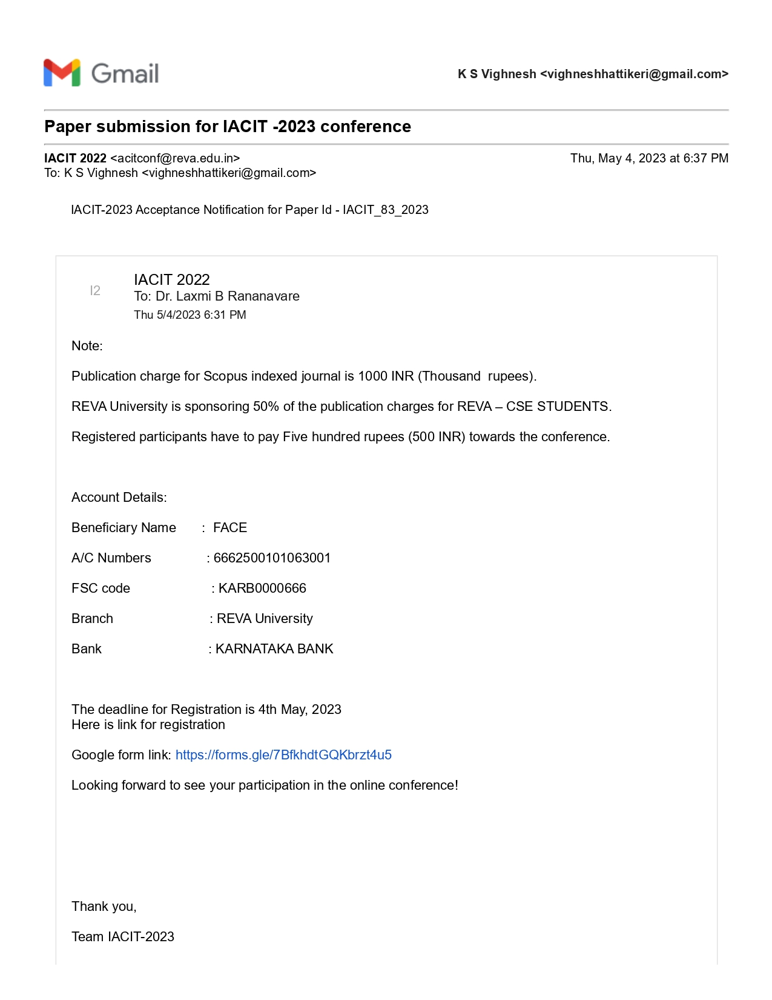 Gmail
K S Vighnesh <vighneshhattikeri@gmail.com>
Paper submission for IACIT -2023 conference
IACIT 2022 <acitconf@reva.edu.in>
Thu, May 4, 2023 at 6:37 PM
To: K S Vighnesh <vighneshhattikeri@gmail.com>
IACIT-2023 Acceptance Notification for Paper Id - IACIT_83_2023
I2
IACIT 2022
To: Dr. Laxmi B Rananavare
Thu 5/4/2023 6:31 PM
Note:
Publication charge for Scopus indexed journal is 1000 INR (Thousand  rupees).
REVA University is sponsoring 50% of the publication charges for REVA – CSE STUDENTS.
Registered participants have to pay Five hundred rupees (500 INR) towards the conference.
Account Details:
Beneficiary Name : FACE
A/C Numbers : 6662500101063001
FSC code : KARB0000666
Branch : REVA University
Bank : KARNATAKA BANK
The deadline for Registration is 4th May, 2023
Here is link for registration
Google form link: https://forms.gle/7BfkhdtGQKbrzt4u5
Looking forward to see your participation in the online conference!
Thank you,
Team IACIT-2023